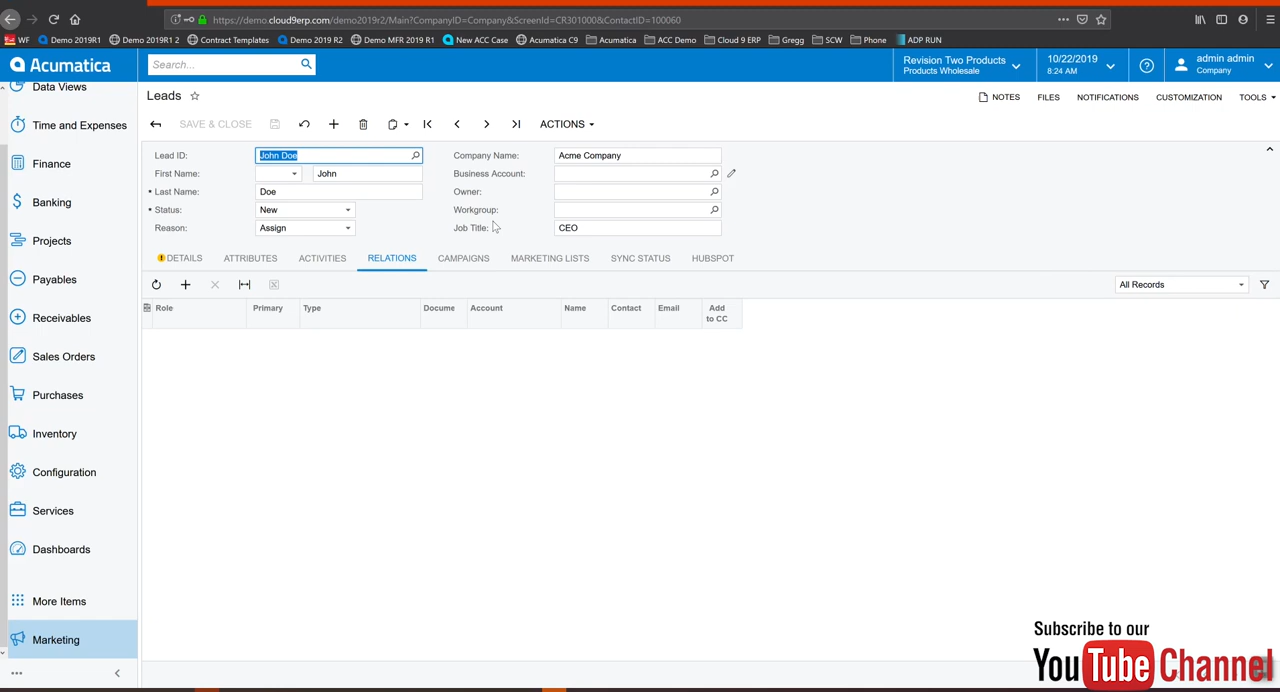 https://demo.cloud9erp.com/demo2019r2/Main?CompanyID=Company&ScreenId=CR301000&ContactID=100060
WF Demo 2019R1 Demo 2019R1 2 Contract Templates Demo 2019 R2 Demo MFR 2019 R1 New ACC Case Acumatica C9 Acumatica ACC Demo Cloud 9 ERP Gregg SCW Phone ADP RUN
Acumatica Search... Revision Two Products Products Wholesale 10/22/2019 8:24 AM admin admin Company
Data Views
Time and Expenses
Finance
Banking
Projects
Payables
Receivables
Sales Orders
Purchases
Inventory
Configuration
Services
Dashboards
More Items
Marketing
Leads NOTES FILES NOTIFICATIONS CUSTOMIZATION TOOLS
SAVE & CLOSE ACTIONS
Lead ID: John Doe Company Name: Acme Company
First Name: John Business Account:
Last Name: Doe Owner:
Status: New Workgroup:
Reason: Assign Job Title: CEO
DETAILS ATTRIBUTES ACTIVITIES RELATIONS CAMPAIGNS MARKETING LISTS SYNC STATUS HUBSPOT
All Records
Role Primary Type Docume Account Name Contact Email Add to CC
Subscribe to our
YouTube Channel